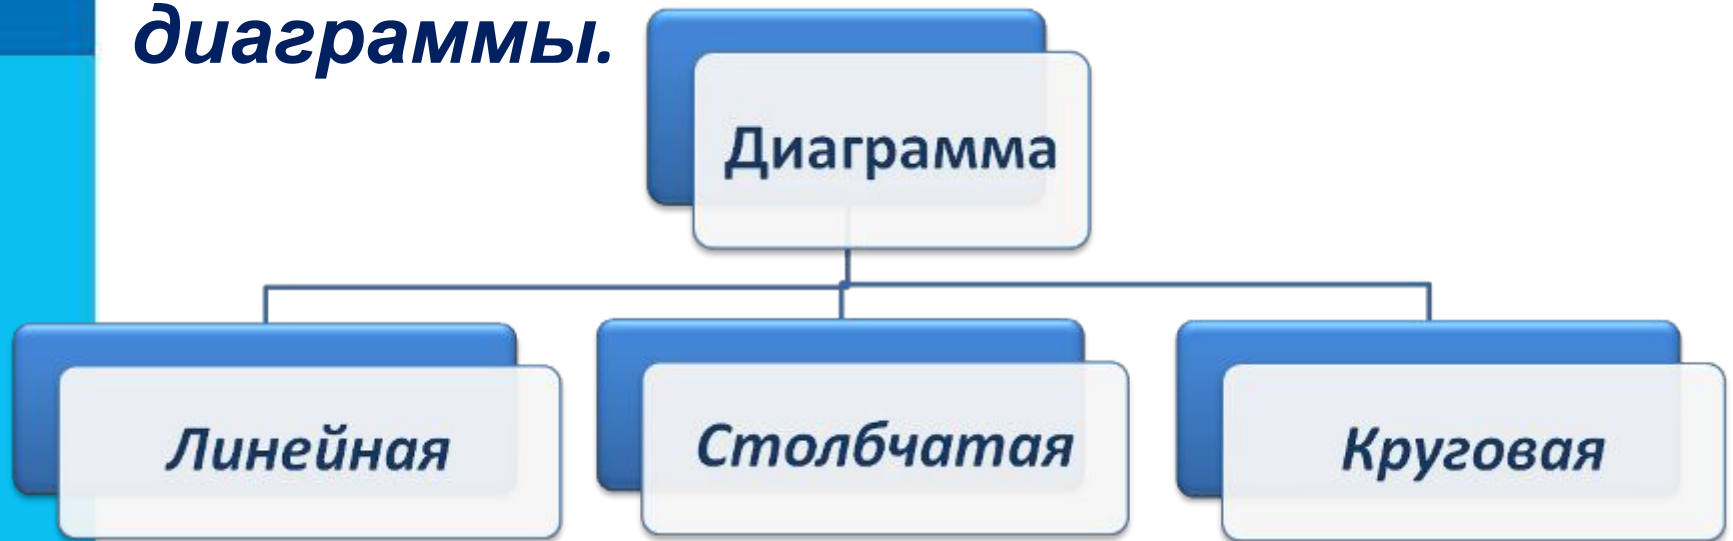 диаграммы.
Диаграмма
Линейная
Столбчатая
Круговая